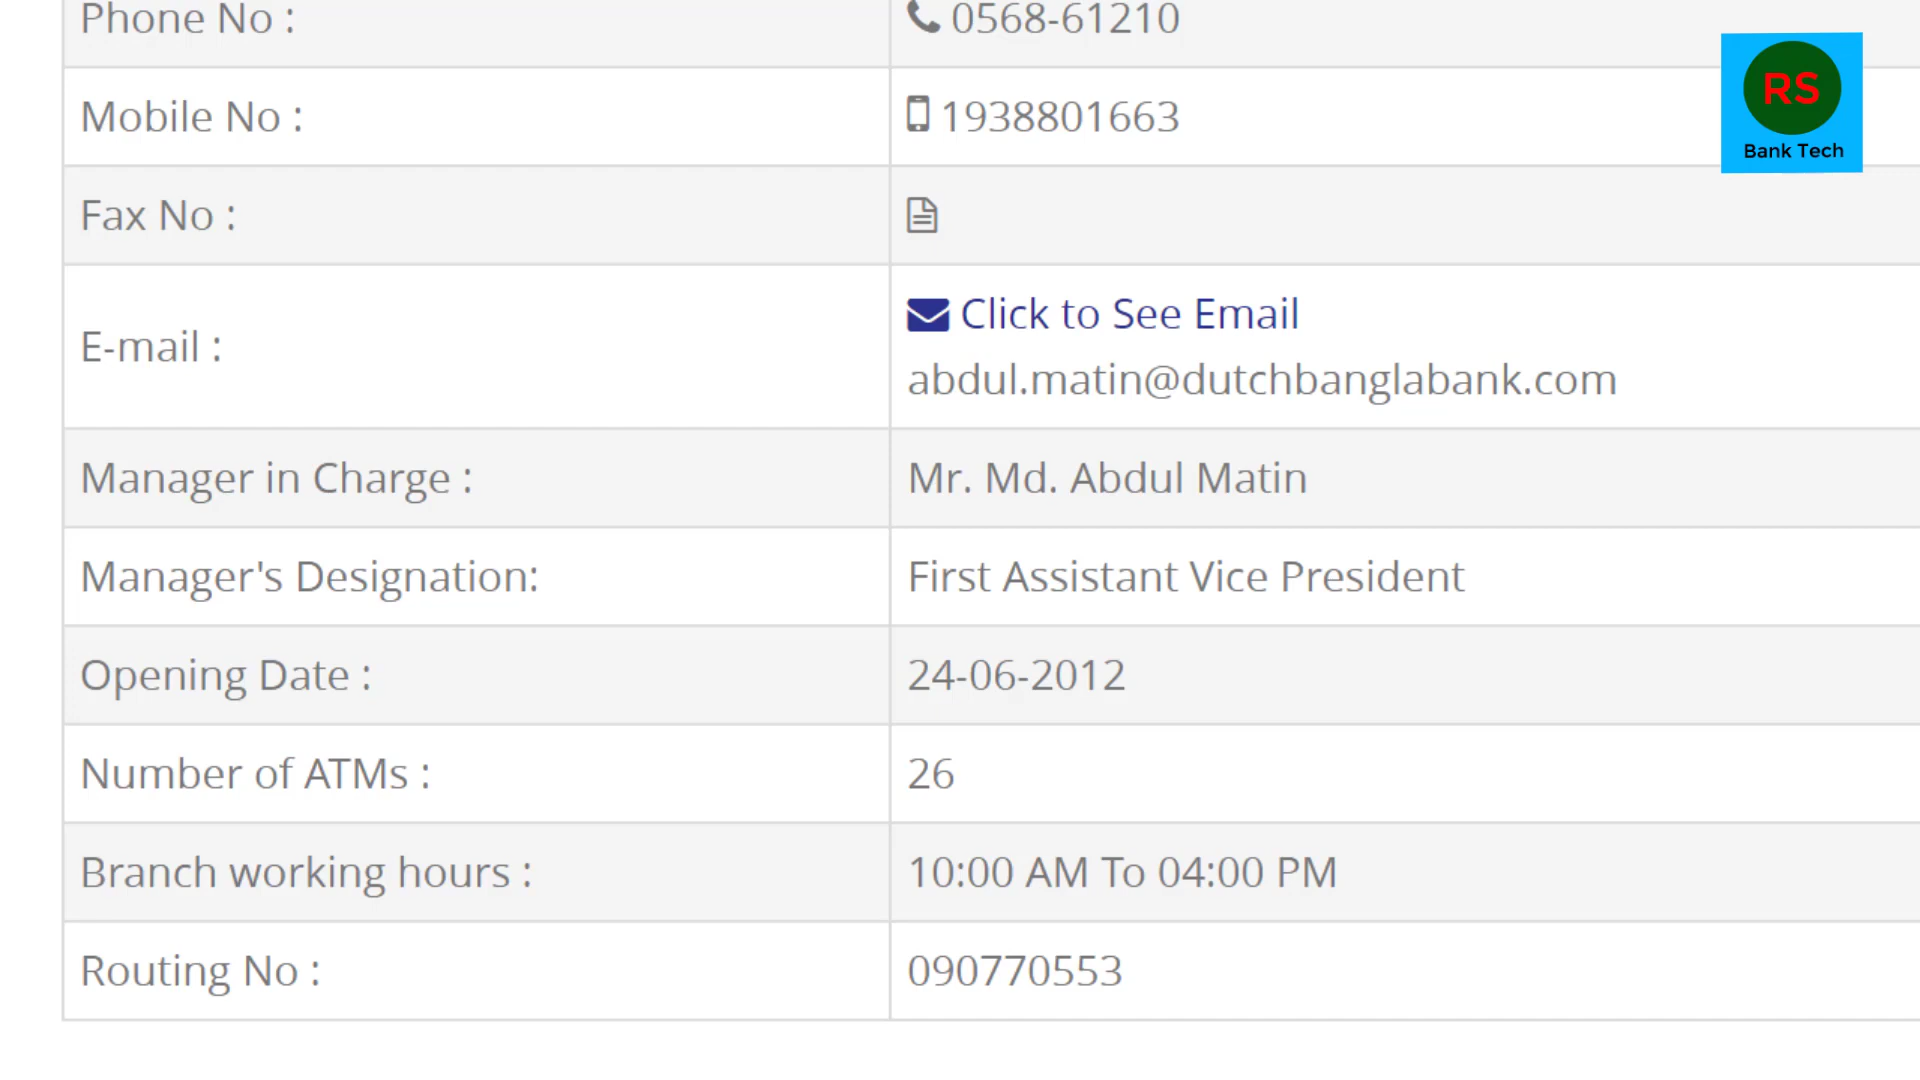 Phone No : 0568-61210
RS
Bank Tech
Mobile No : 1938801663
Fax No :
E-mail : Click to See Email
abdul.matin@dutchbanglabank.com
Manager in Charge : Mr. Md. Abdul Matin
Manager's Designation: First Assistant Vice President
Opening Date : 24-06-2012
Number of ATMs : 26
Branch working hours : 10:00 AM To 04:00 PM
Routing No : 090770553